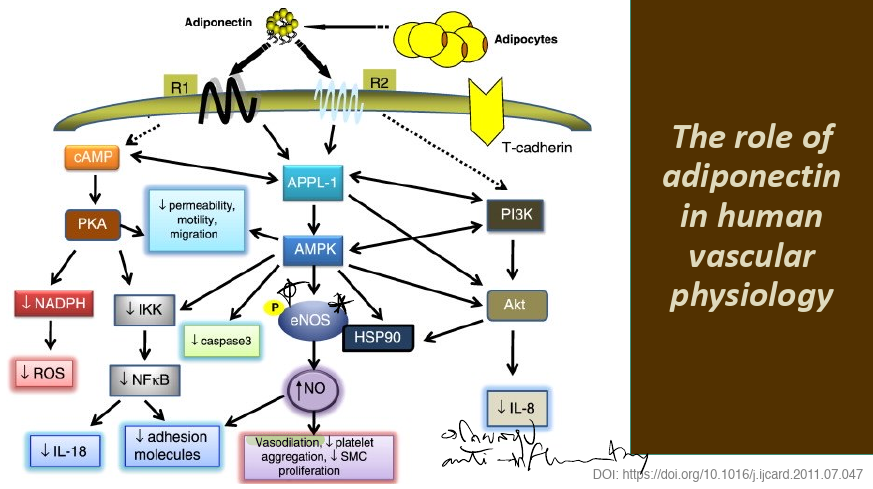 Adiponectin
Adipocytes
R1
R2
T-cadherin
cAMP
APPL-1
PKA
↓ permeability,
motility,
migration
PI3K
AMPK
↓ NADPH
↓ IKK
P
eNOS
Akt
↓ caspase3
HSP90
↓ ROS
↓ NFκB
↑ NO
↓ IL-8
↓ IL-18
↓ adhesion
molecules
Vasodilation, ↓ platelet
aggregation, ↓ SMC
proliferation
The role of
adiponectin
in human
vascular
physiology
anti
DOI: https://doi.org/10.1016/j.ijcard.2011.07.047